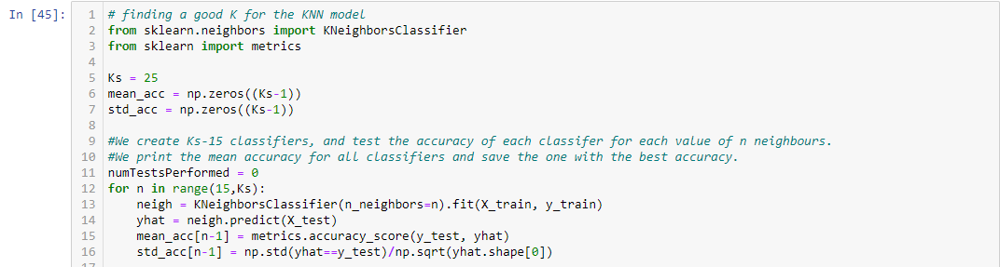 In [45]:
1 # finding a good K for the KNN model
2 from sklearn.neighbors import KNeighborsClassifier
3 from sklearn import metrics
4
5 Ks = 25
6 mean_acc = np.zeros((Ks-1))
7 std_acc = np.zeros((Ks-1))
8
9 #We create Ks-15 classifiers, and test the accuracy of each classifer for each value of n neighbours.
10 #We print the mean accuracy for all classifiers and save the one with the best accuracy.
11 numTestsPerformed = 0
12 for n in range(15,Ks):
13     neigh = KNeighborsClassifier(n_neighbors=n).fit(X_train, y_train)
14     yhat = neigh.predict(X_test)
15     mean_acc[n-1] = metrics.accuracy_score(y_test, yhat)
16     std_acc[n-1] = np.std(yhat==y_test)/np.sqrt(yhat.shape[0])
17